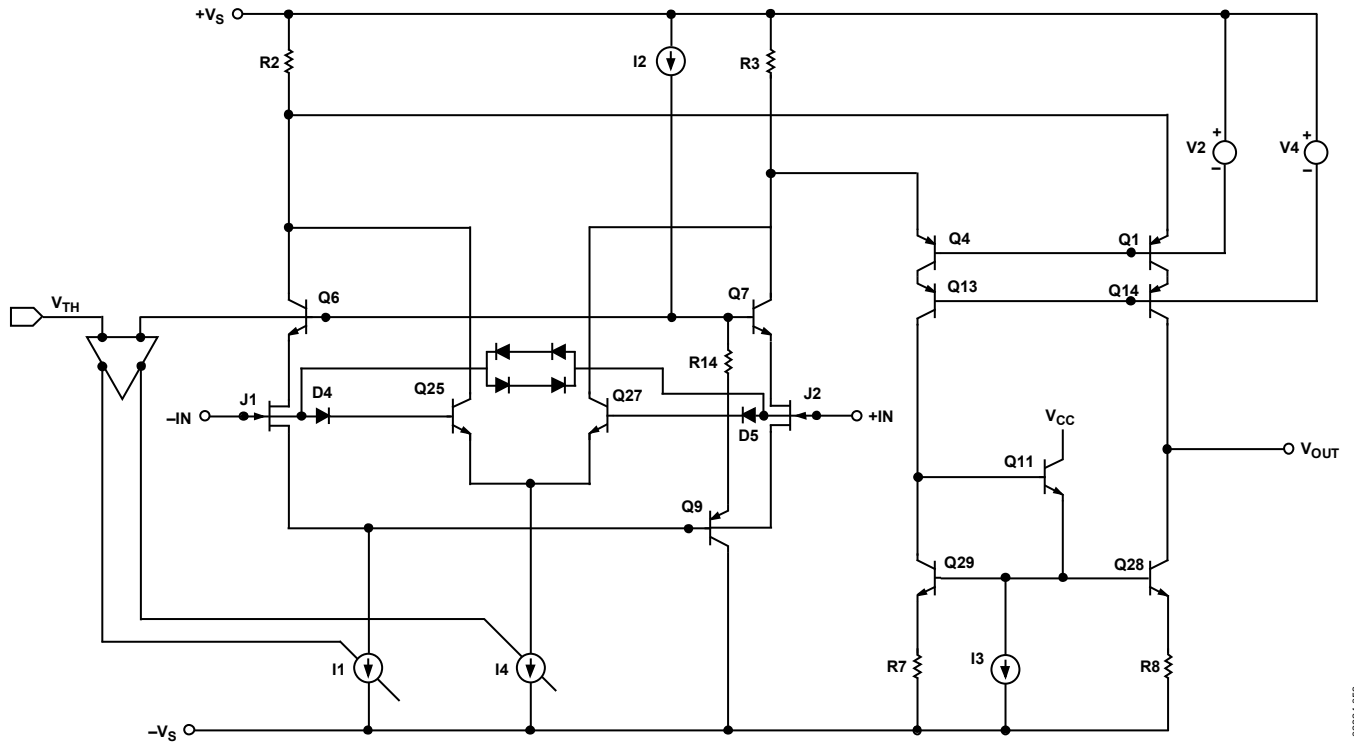 +VS
R2
I2
R3
V2
+
−
V4
+
−
Q4
Q1
Q6
Q7
Q13
Q14
VTH
R14
J1
D4
Q25
Q27
J2
−IN
D5
+IN
VCC
Q11
VOUT
Q9
Q29
Q28
I1
I4
R7
I3
R8
−VS